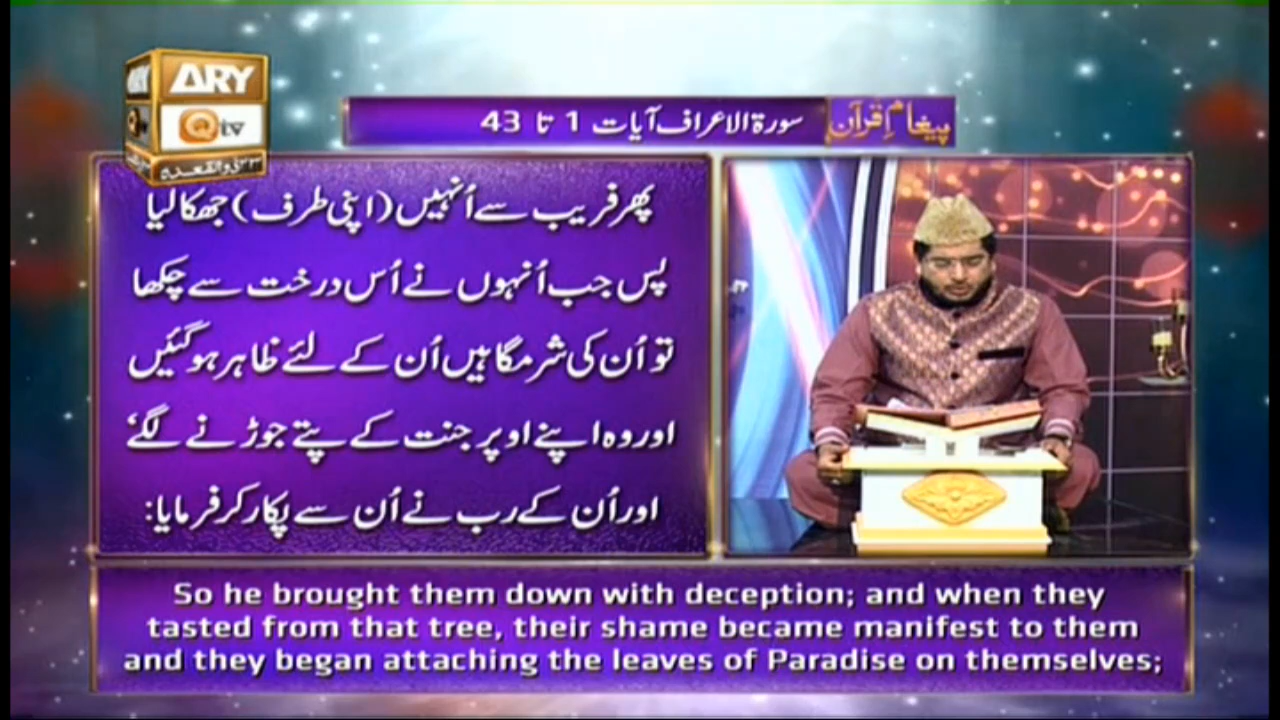 ARY
Qtv
پیغامِ قرآن
سورۃ الاعراف آیات 1 تا 43
پھر فریب سے اُنہیں (اپنی طرف) جھکا لیا
پس جب اُنہوں نے اُس درخت سے چکھا
تو اُن کی شرمگاہیں اُن کے لئے ظاہر ہوگئیں
اور وہ اپنے اوپر جنت کے پتے جوڑنے لگے‘
اور اُن کے رب نے اُن سے پکار کر فرمایا:
So he brought them down with deception; and when they
tasted from that tree, their shame became manifest to them
and they began attaching the leaves of Paradise on themselves;